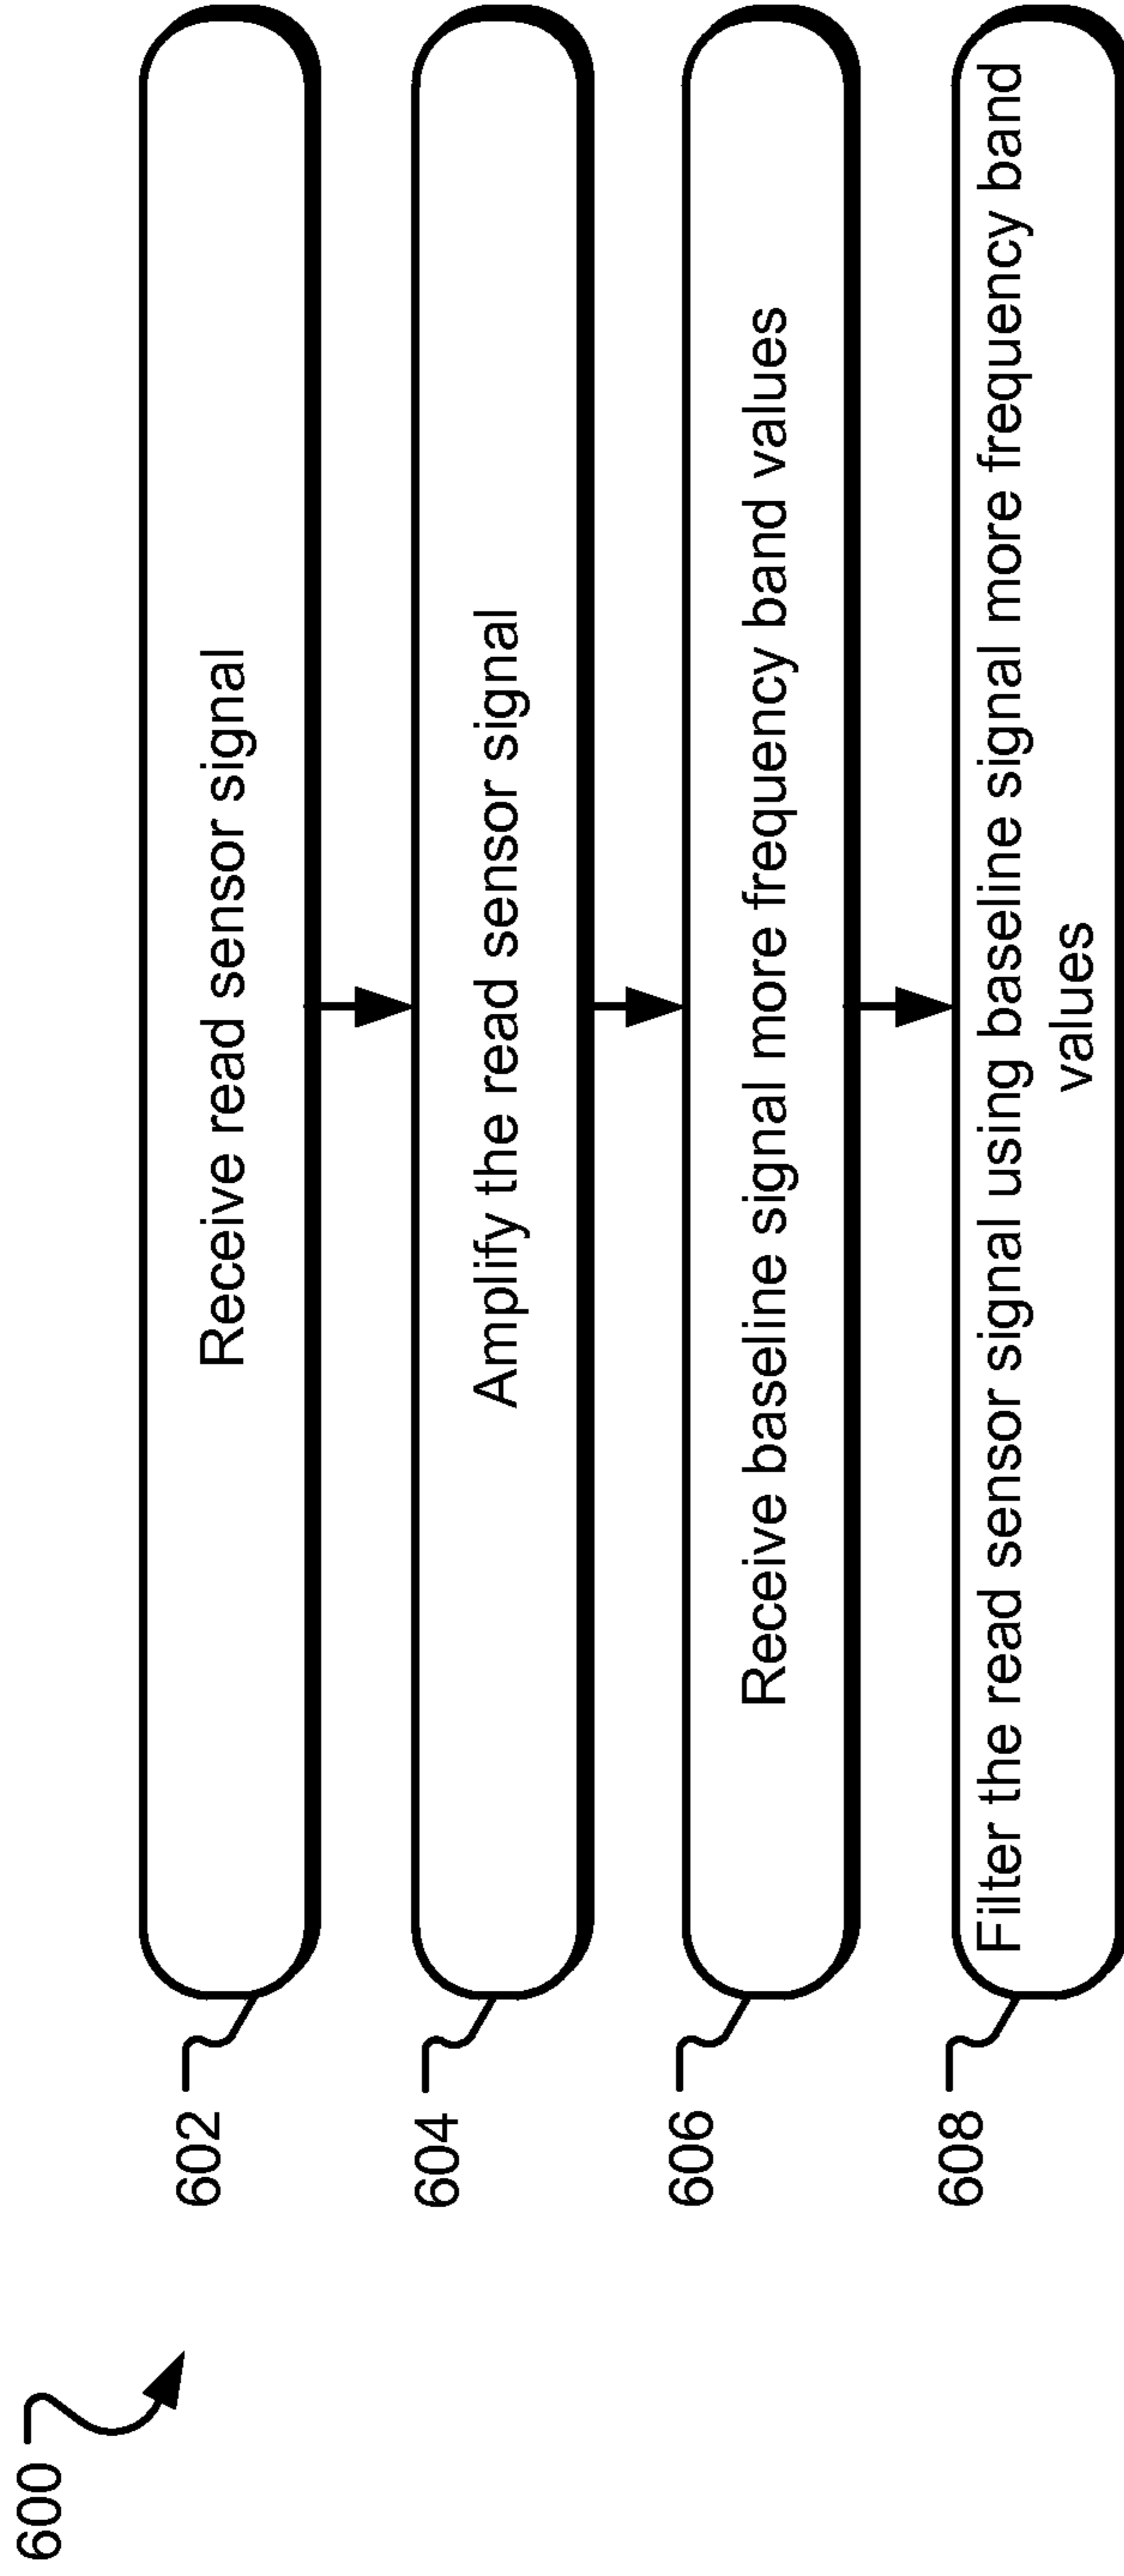 600
602
Receive read sensor signal
604
Amplify the read sensor signal
606
Receive baseline signal more frequency band values
608
Filter the read sensor signal using baseline signal more frequency band
values